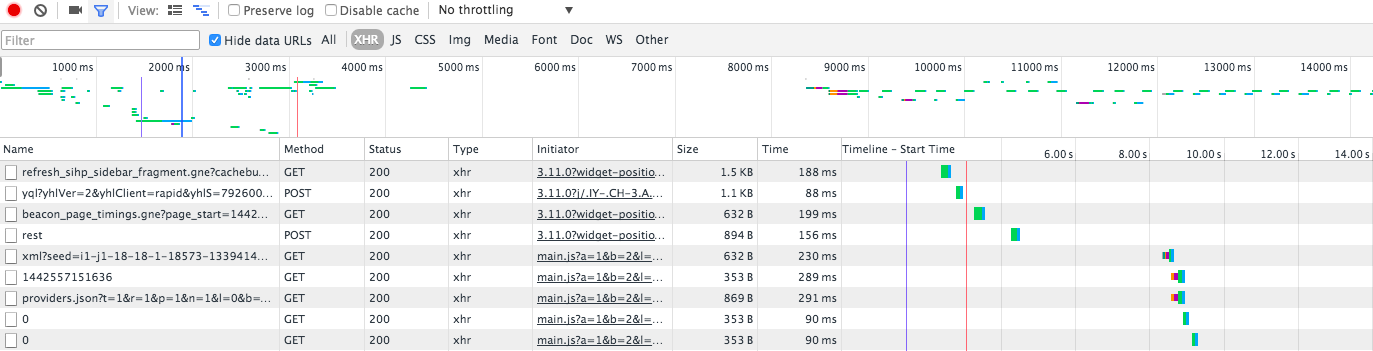 View: Preserve log Disable cache No throttling
Filter Hide data URLs All XHR JS CSS Img Media Font Doc WS Other
1000 ms 2000 ms 3000 ms 4000 ms 5000 ms 6000 ms 7000 ms 8000 ms 9000 ms 10000 ms 11000 ms 12000 ms 13000 ms 14000 ms
Name Method Status Type Initiator Size Time Timeline – Start Time 6.00 s 8.00 s 10.00 s 12.00 s 14.00 s
refresh_sihp_sidebar_fragment.gne?cachebu... GET 200 xhr 3.11.0?widget-positio... 1.5 KB 188 ms
yql?yhlVer=2&yhlClient=rapid&yhlS=792600... POST 200 xhr 3.11.0?j/.IY-.CH-3.A... 1.1 KB 88 ms
beacon_page_timings.gne?page_start=1442... GET 200 xhr 3.11.0?widget-positio... 632 B 199 ms
rest POST 200 xhr 3.11.0?widget-positio... 894 B 156 ms
xml?seed=i1-j1-18-18-1-18573-1339414... GET 200 xhr main.js?a=1&b=2&l=... 632 B 230 ms
1442557151636 GET 200 xhr main.js?a=1&b=2&l=... 353 B 289 ms
providers.json?t=1&r=1&p=1&n=1&l=0&b=... GET 200 xhr main.js?a=1&b=2&l=... 869 B 291 ms
0 GET 200 xhr main.js?a=1&b=2&l=... 353 B 90 ms
0 GET 200 xhr main.js?a=1&b=2&l=... 353 B 90 ms